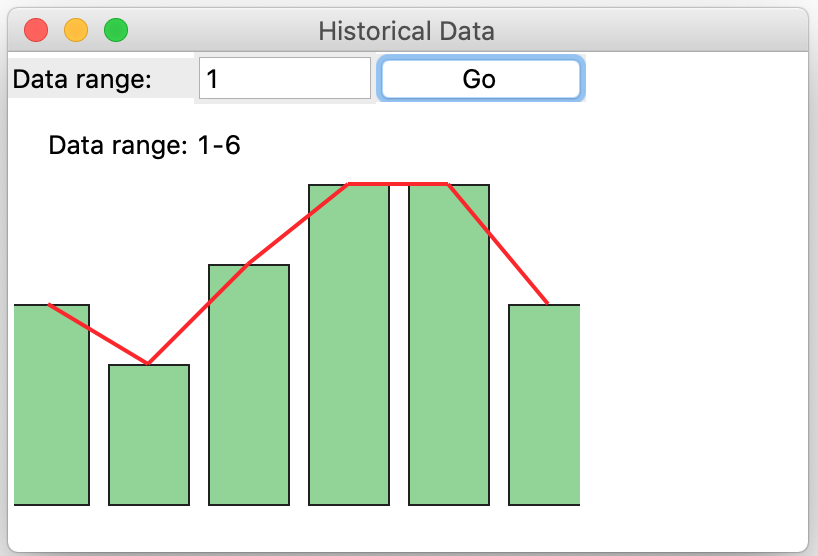 Historical Data
Data range: 1 Go
Data range: 1-6